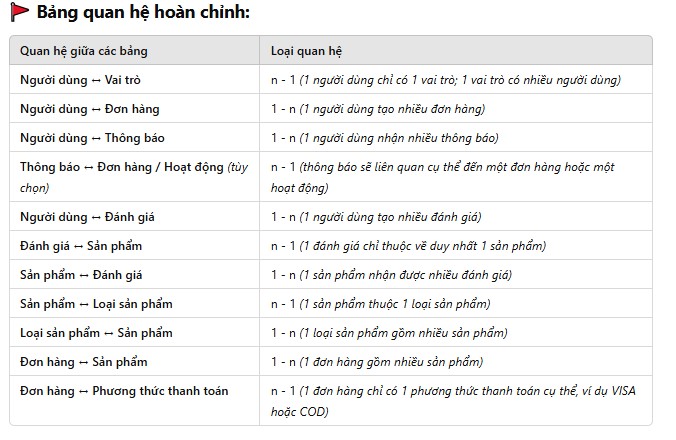 Bảng quan hệ hoàn chỉnh:
Quan hệ giữa các bảng Loại quan hệ
Người dùng ↔ Vai trò n - 1 (1 người dùng chỉ có 1 vai trò; 1 vai trò có nhiều người dùng)
Người dùng ↔ Đơn hàng 1 - n (1 người dùng tạo nhiều đơn hàng)
Người dùng ↔ Thông báo 1 - n (1 người dùng nhận nhiều thông báo)
Thông báo ↔ Đơn hàng / Hoạt động (tùy
chọn)
n - 1 (thông báo sẽ liên quan cụ thể đến một đơn hàng hoặc một
hoạt động)
Người dùng ↔ Đánh giá 1 - n (1 người dùng tạo nhiều đánh giá)
Đánh giá ↔ Sản phẩm n - 1 (1 đánh giá chỉ thuộc về duy nhất 1 sản phẩm)
Sản phẩm ↔ Đánh giá 1 - n (1 sản phẩm nhận được nhiều đánh giá)
Sản phẩm ↔ Loại sản phẩm n - 1 (1 sản phẩm thuộc 1 loại sản phẩm)
Loại sản phẩm ↔ Sản phẩm 1 - n (1 loại sản phẩm gồm nhiều sản phẩm)
Đơn hàng ↔ Sản phẩm 1 - n (1 đơn hàng gồm nhiều sản phẩm)
Đơn hàng ↔ Phương thức thanh toán n - 1 (1 đơn hàng chỉ có 1 phương thức thanh toán cụ thể, ví dụ VISA
hoặc COD)